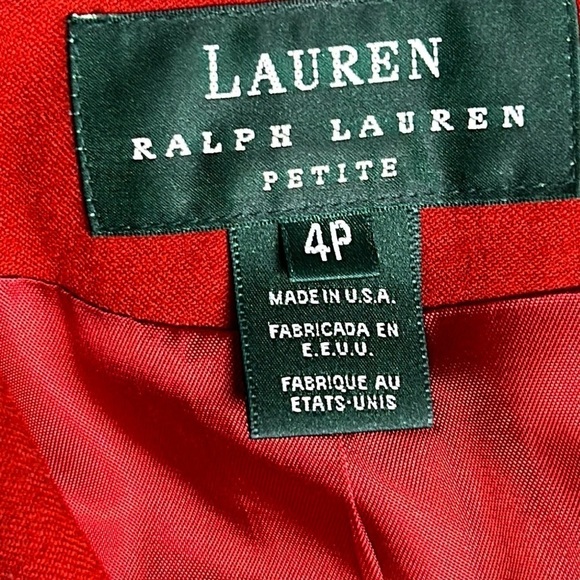 LAUREN
RALPH LAUREN
PETITE
4P
MADE IN U.S.A.
FABRICADA EN
E.E.U.U.
FABRIQUE AU
ETATS-UNIS